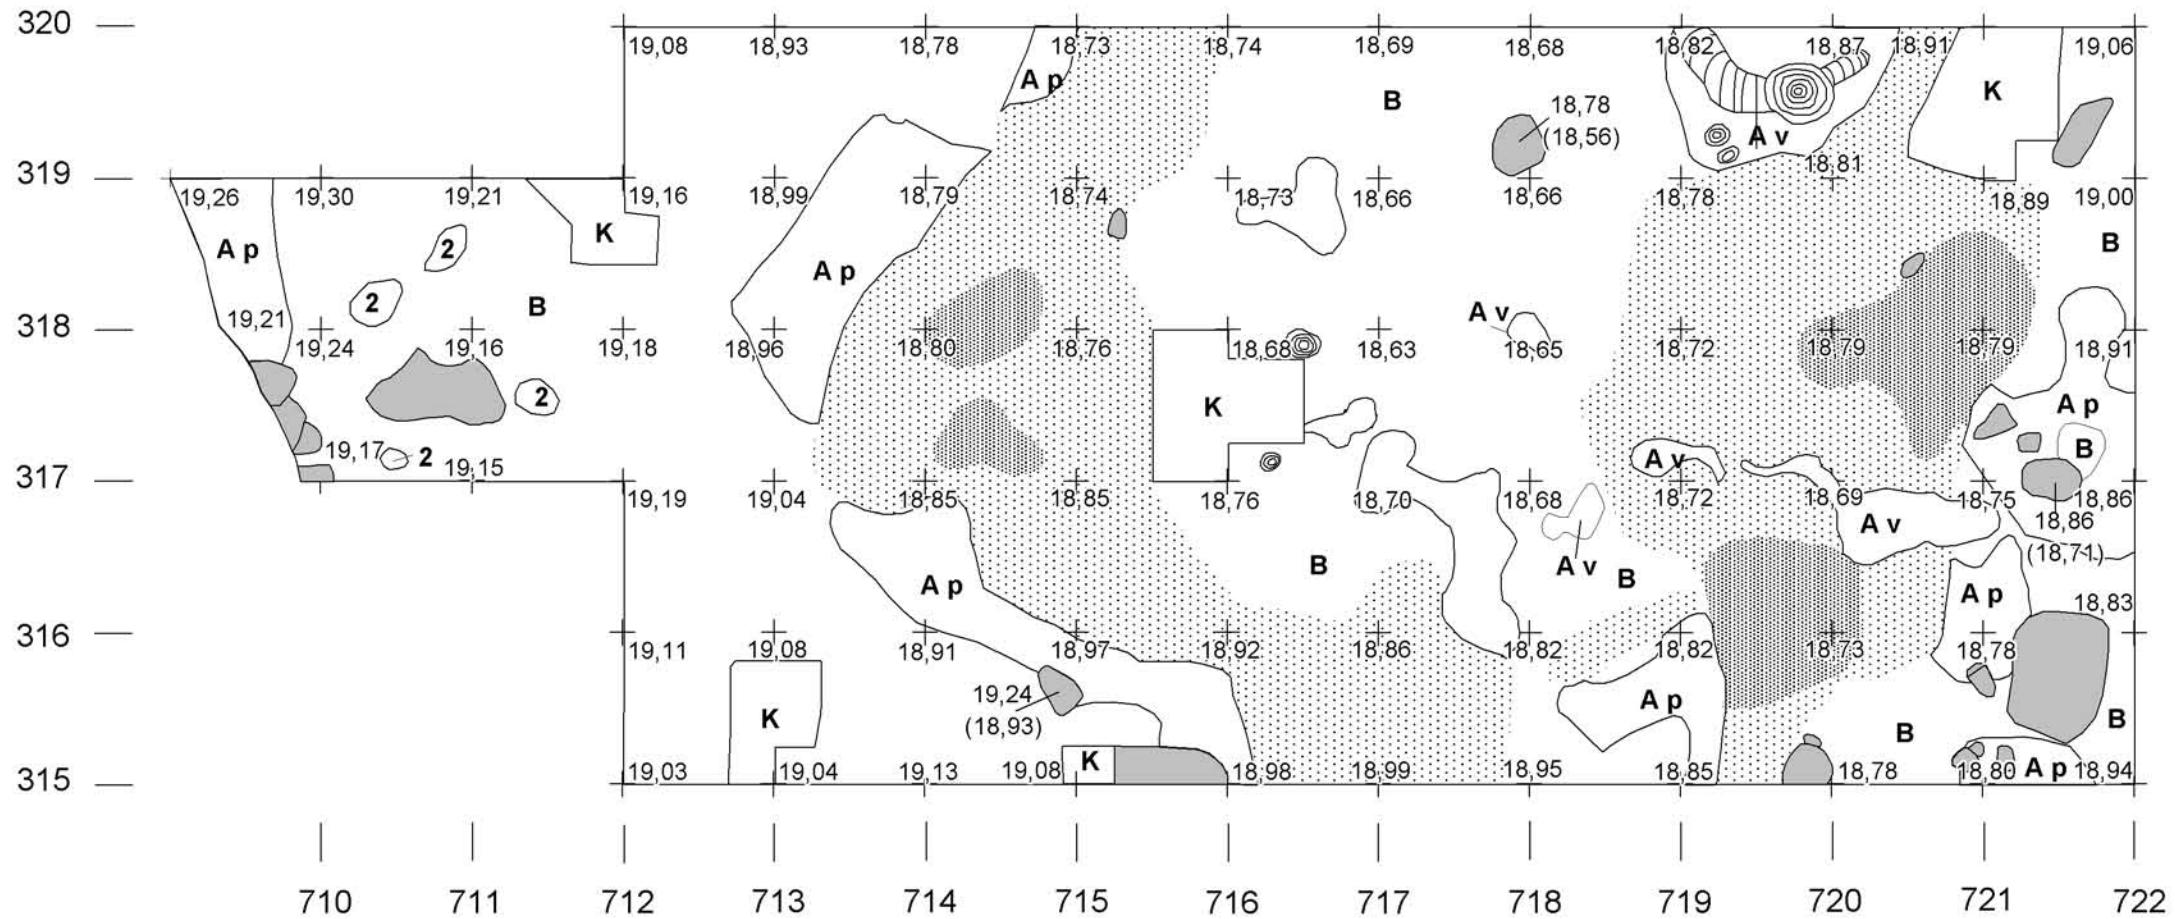 320
19,08 18,93 18,78 18,73 18,74 18,69 18,68 18,82 18,87 18,91 19,06
A p
B
K
18,78
(18,56)
A v
18,81
319
19,26 19,30 19,21 19,16 18,99 18,79 18,74 18,73 18,66 18,66 18,78 18,89 19,00
A p
2
K
B
A p
2
B
A v
318
19,21
19,24 19,16 19,18 18,96 18,80 18,76 18,68 18,63 18,65 18,72 18,79 18,79 18,91
2
K
A p
B
19,17
2
A v
317
19,15
19,19 19,04 18,85 18,85 18,76 18,70 18,68 18,72 18,69 18,75 18,86
18,86
(18,71)
A v
B
A v
B
A p
A p
18,83
316
19,11 19,08 18,91 18,97 18,92 18,86 18,82 18,82 18,73 18,78
19,24
(18,93)
A p
K
B
B
K
A p
315
19,03 19,04 19,13 19,08 18,98 18,99 18,95 18,85 18,78 18,80 18,94
710 711 712 713 714 715 716 717 718 719 720 721 722